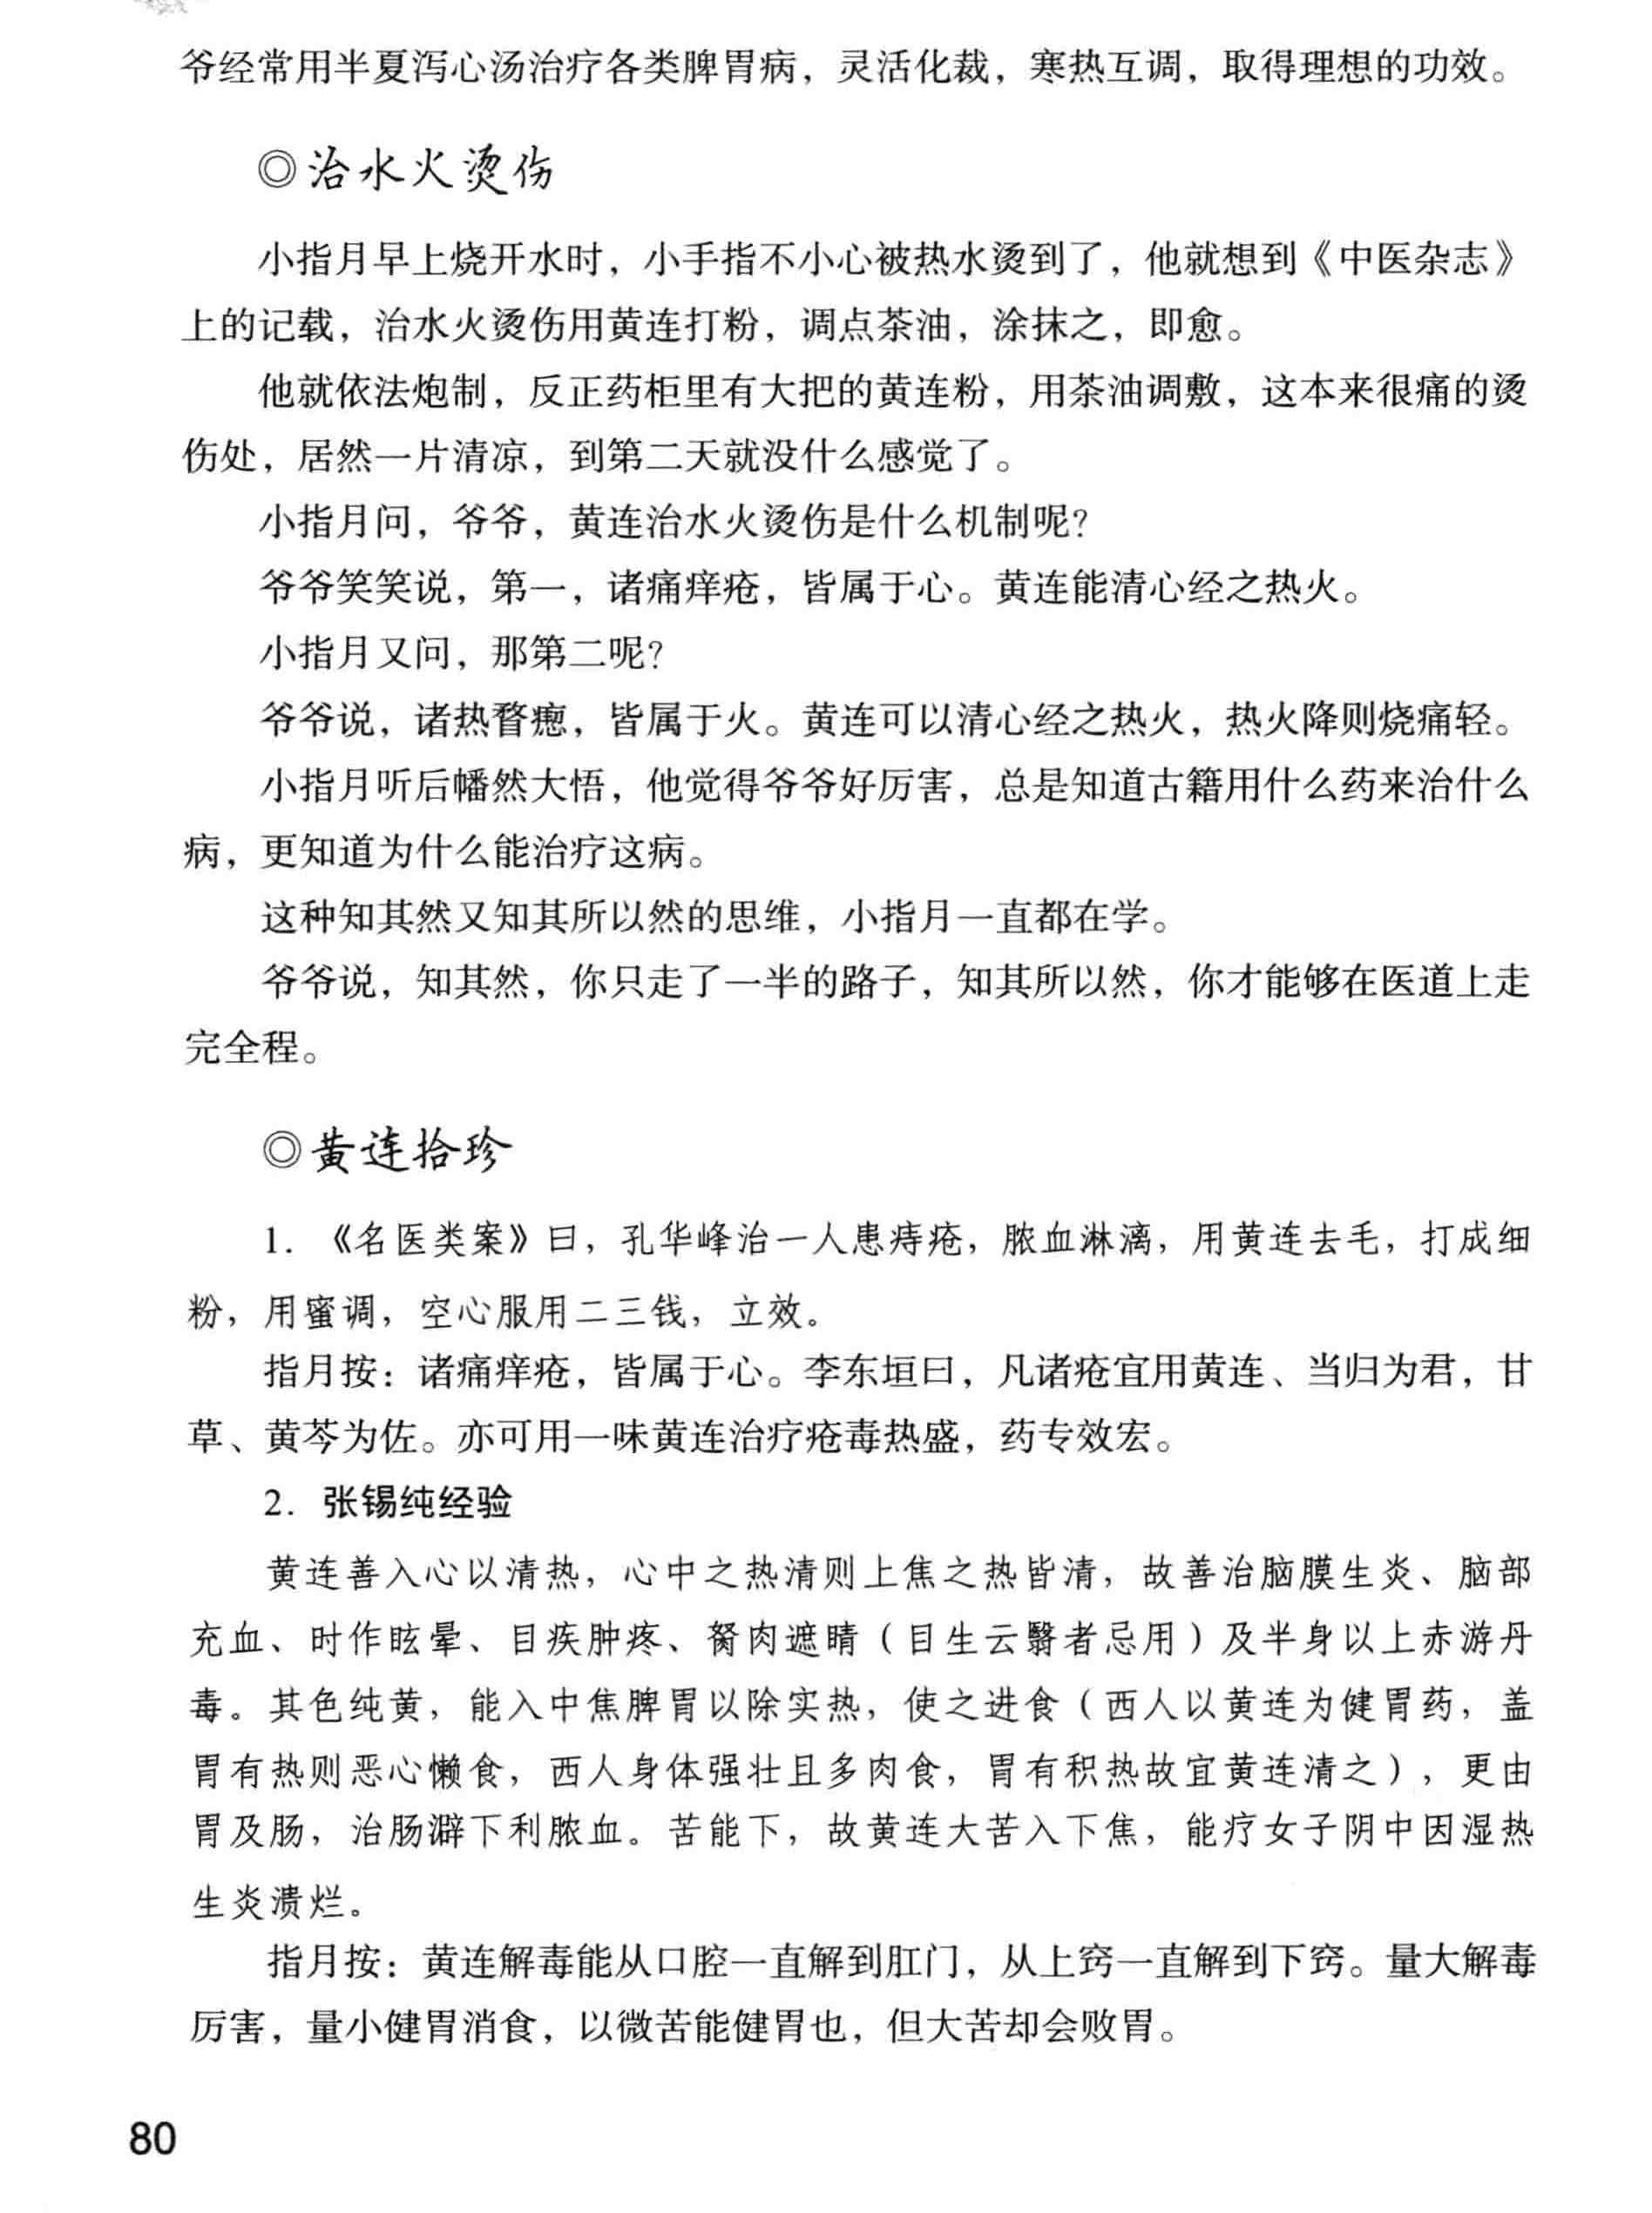 爷经常用半夏泻心汤治疗各类脾胃病，灵活化裁，寒热互调，取得理想的功效。
◎治水火烫伤
小指月早上烧开水时，小手指不小心被热水烫到了，他就想到《中医杂志》
上的记载，治水火烫伤用黄连打粉，调点茶油，涂抹之，即愈。
他就依法炮制，反正药柜里有大把的黄连粉，用茶油调敷，这本来很痛的烫
伤处，居然一片清凉，到第二天就没什么感觉了。
小指月问，爷爷，黄连治水火烫伤是什么机制呢？
爷爷笑笑说，第一，诸痛痒疮，皆属于心。黄连能清心经之热火。
小指月又问，那第二呢？
爷爷说，诸热瞀瘛，皆属于火。黄连可以清心经之热火，热火降则烧痛轻。
小指月听后幡然大悟，他觉得爷爷好厉害，总是知道古籍用什么药来治什么
病，更知道为什么能治疗这病。
这种知其然又知其所以然的思维，小指月一直都在学。
爷爷说，知其然，你只走了一半的路子，知其所以然，你才能够在医道上走
完全程。
◎黄连拾珍
1. 《名医类案》曰，孔华峰治一人患痔疮，脓血淋漓，用黄连去毛，打成细
粉，用蜜调，空心服用二三钱，立效。
指月按：诸痛痒疮，皆属于心。李东垣曰，凡诸疮宜用黄连、当归为君，甘
草、黄芩为佐。亦可用一味黄连治疗疮毒热盛，药专效宏。
2. 张锡纯经验
黄连善入心以清热，心中之热清则上焦之热皆清，故善治脑膜生炎、脑部
充血、时作眩晕、目疾肿疼、胬肉遮睛（目生云翳者忌用）及半身以上赤游丹
毒。其色纯黄，能入中焦脾胃以除实热，使之进食（西人以黄连为健胃药，盖
胃有热则恶心懒食，西人身体强壮且多肉食，胃有积热故宜黄连清之），更由
胃及肠，治肠澼下利脓血。苦能下，故黄连大苦入下焦，能疗女子阴中因湿热
生炎溃烂。
指月按：黄连解毒能从口腔一直解到肛门，从上窍一直解到下窍。量大解毒
厉害，量小健胃消食，以微苦能健胃也，但大苦却会败胃。
80